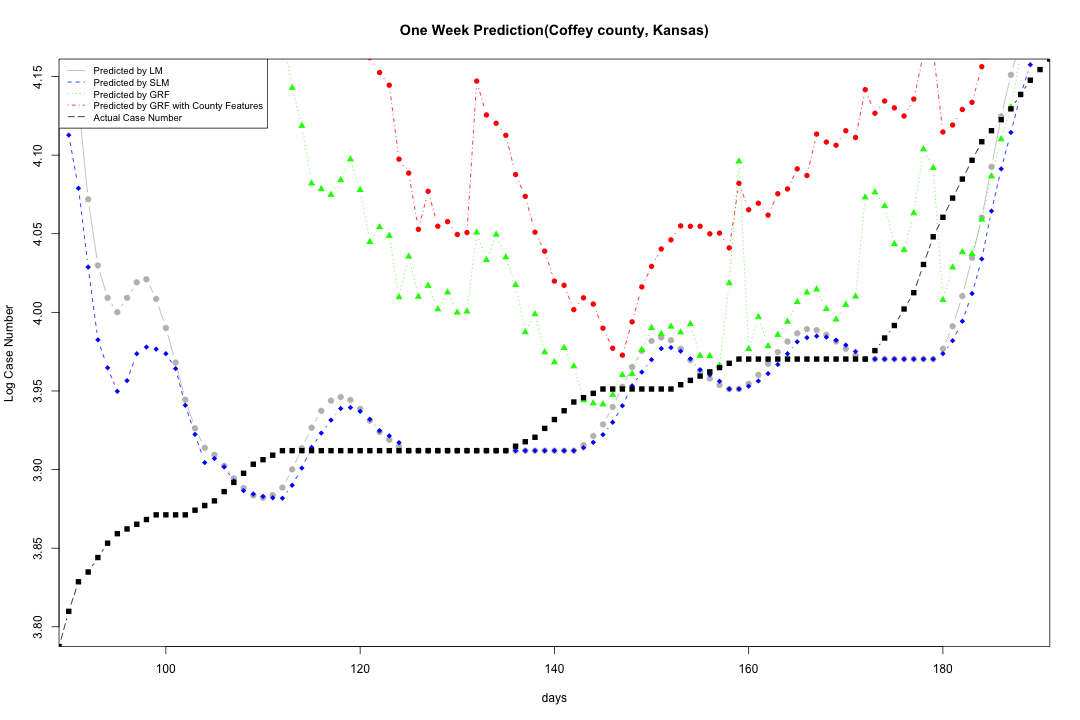 One Week Prediction(Coffey county, Kansas)
Predicted by LM
Predicted by SLM
Predicted by GRF
Predicted by GRF with County Features
Actual Case Number
Log Case Number
4.15
4.10
4.05
4.00
3.95
3.90
3.85
3.80
100 120 140 160 180
days